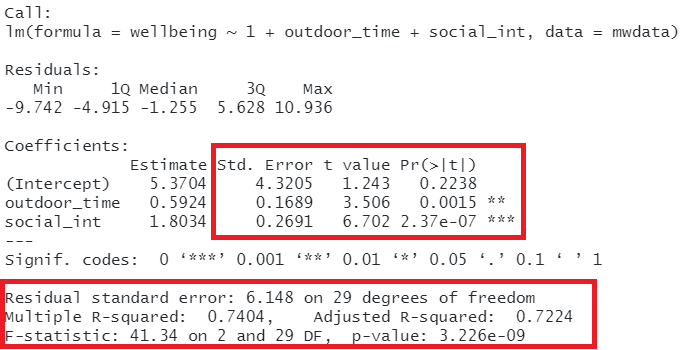 Call:
lm(formula = wellbeing ~ 1 + outdoor_time + social_int, data = mwdata)
Residuals:
Min 1Q Median 3Q Max
-9.742 -4.915 -1.255 5.628 10.936
Coefficients:
Estimate Std. Error t value Pr(>|t|)
(Intercept) 5.3704 4.3205 1.243 0.2238
outdoor_time 0.5924 0.1689 3.506 0.0015 **
social_int 1.8034 0.2691 6.702 2.37e-07 ***
---
Signif. codes: 0 ‘***’ 0.001 ‘**’ 0.01 ‘*’ 0.05 ‘.’ 0.1 ‘ ’ 1
Residual standard error: 6.148 on 29 degrees of freedom
Multiple R-squared: 0.7404, Adjusted R-squared: 0.7224
F-statistic: 41.34 on 2 and 29 DF, p-value: 3.226e-09